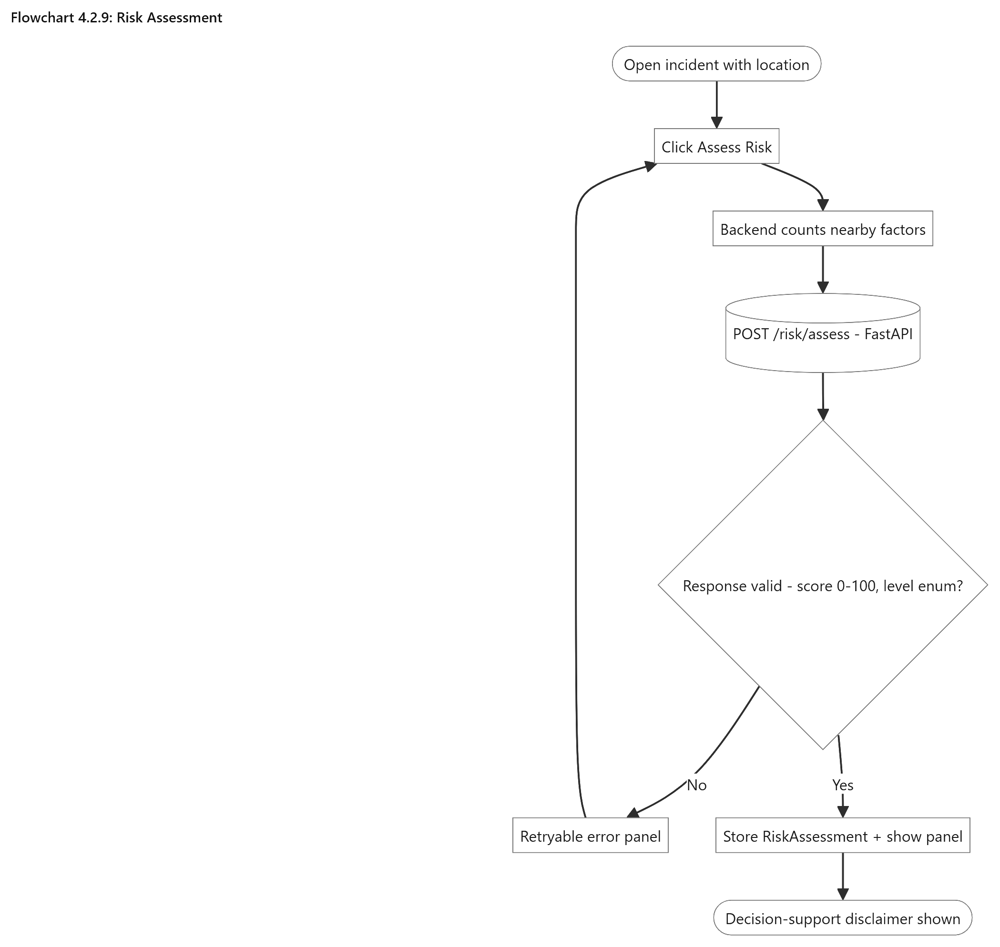 Flowchart 4.2.9: Risk Assessment
Open incident with location
Click Assess Risk
Backend counts nearby factors
POST /risk/assess - FastAPI
Response valid - score 0-100, level enum?
No
Yes
Retryable error panel
Store RiskAssessment + show panel
Decision-support disclaimer shown